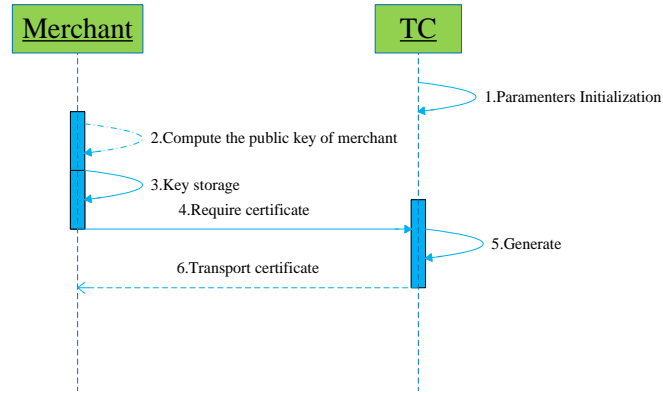 Merchant
TC
1.Paramenters Initialization
2.Compute the public key of merchant
3.Key storage
4.Require certificate
5.Generate
6.Transport certificate